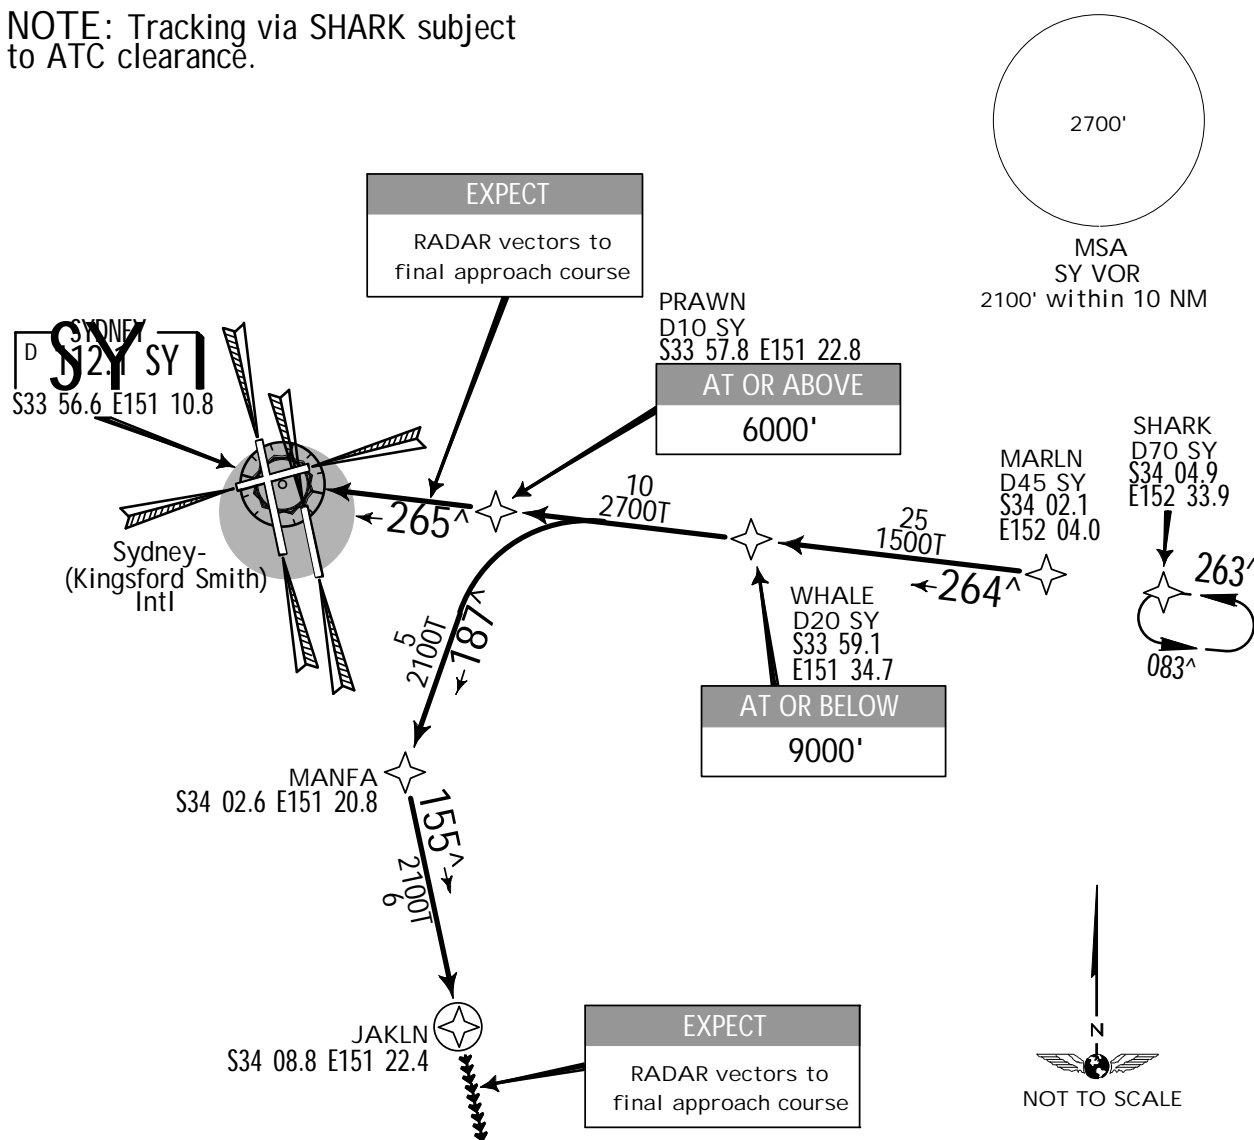 NOTE: Tracking via SHARK subject
to ATC clearance.
2700'
MSA
SY VOR
2100' within 10 NM
EXPECT
RADAR vectors to
final approach course
PRAWN
D10 SY
S33 57.8 E151 22.8
AT OR ABOVE
6000'
SYDNEY
D 112.1 SY
SY
S33 56.6 E151 10.8
SHARK
D70 SY
S34 04.9
E152 33.9
MARLN
D45 SY
S34 02.1
E152 04.0
10
2700T
25
1500T
265^
264^
263^
083^
Sydney-
(Kingsford Smith)
Intl
WHALE
D20 SY
S33 59.1
E151 34.7
AT OR BELOW
9000'
5
2100T
187^
MANFA
S34 02.6 E151 20.8
155^
2100T
6
JAKLN
S34 08.8 E151 22.4
EXPECT
RADAR vectors to
final approach course
N
NOT TO SCALE